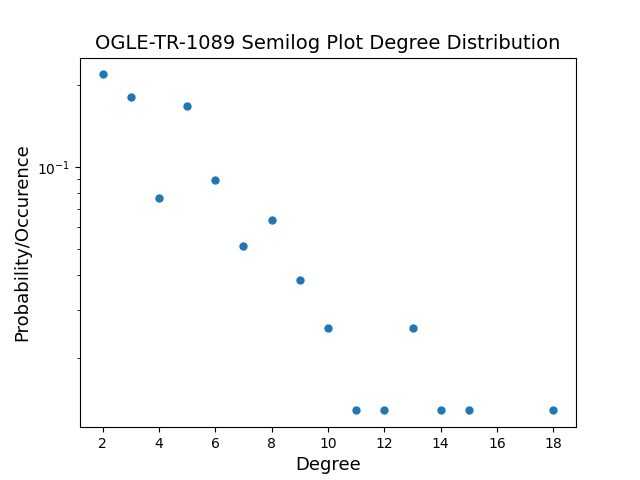 OGLE-TR-1089 Semilog Plot Degree Distribution
Probability/Occurence
10⁻¹
2 4 6 8 10 12 14 16 18
Degree